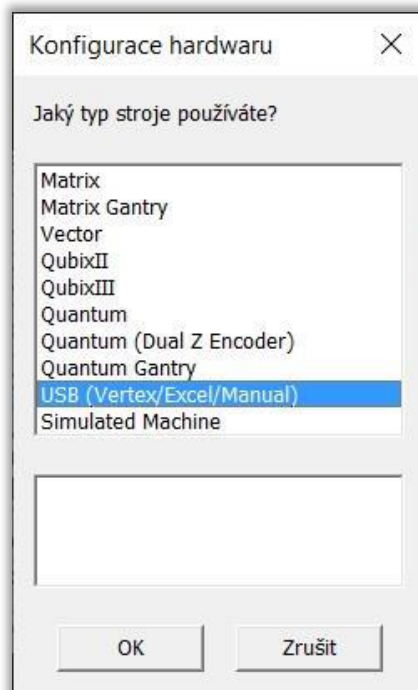 Konfigurace hardwaru
Jaký typ stroje používáte?
Matrix
Matrix Gantry
Vector
QubixII
QubixIII
Quantum
Quantum (Dual Z Encoder)
Quantum Gantry
USB (Vertex/Excel/Manual)
Simulated Machine
OK Zrušit